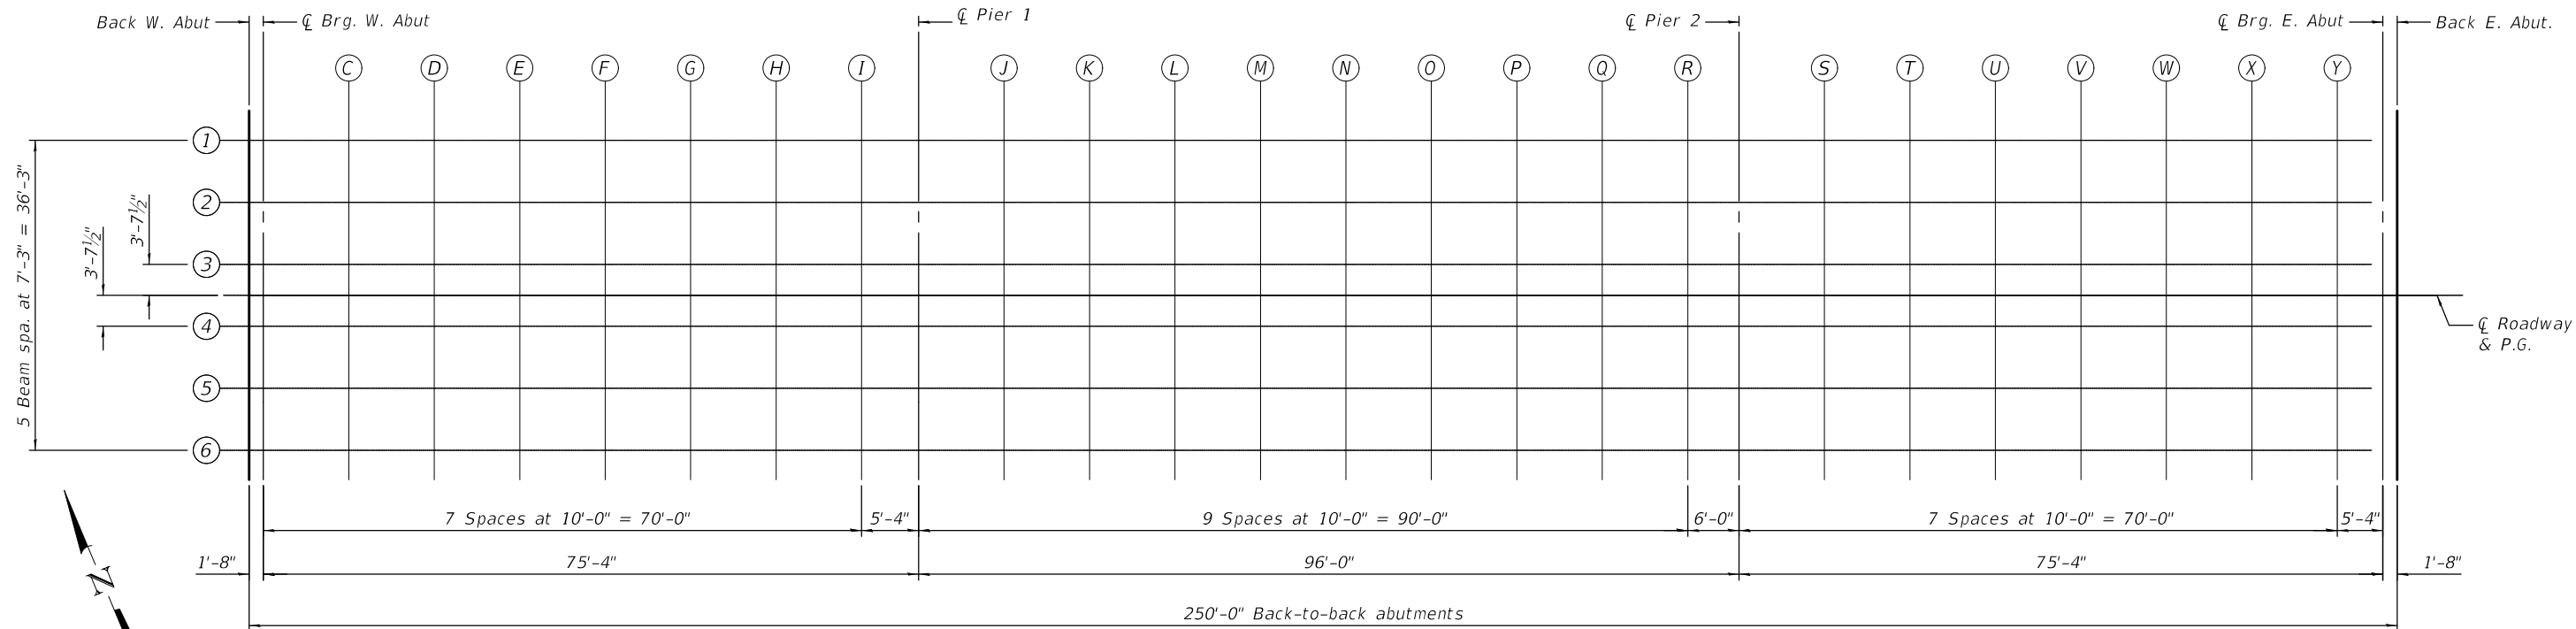 Back W. Abut
℄ Brg. W. Abut
℄ Pier 1
℄ Pier 2
℄ Brg. E. Abut
Back E. Abut.
C D E F G H I J K L M N O P Q R S T U V W X Y
1
2
3
4
5
6
5 Beam spa. at 7'-3" = 36'-3"
3'-7½"
3'-7½"
℄ Roadway
& P.G.
7 Spaces at 10'-0" = 70'-0"
5'-4"
9 Spaces at 10'-0" = 90'-0"
6'-0"
7 Spaces at 10'-0" = 70'-0"
5'-4"
1'-8"
75'-4"
96'-0"
75'-4"
1'-8"
250'-0" Back-to-back abutments
N